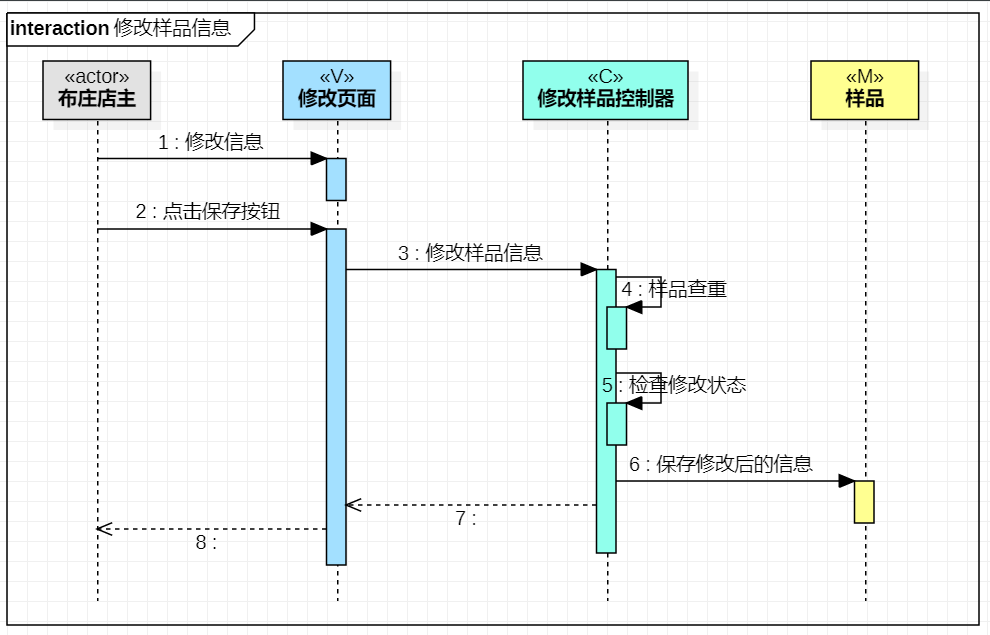 interaction 修改样品信息
«actor»
布庄店主
«V»
修改页面
«C»
修改样品控制器
«M»
样品
1 : 修改信息
2 : 点击保存按钮
3 : 修改样品信息
4 : 样品查重
5 : 检查修改状态
6 : 保存修改后的信息
7 :
8 :